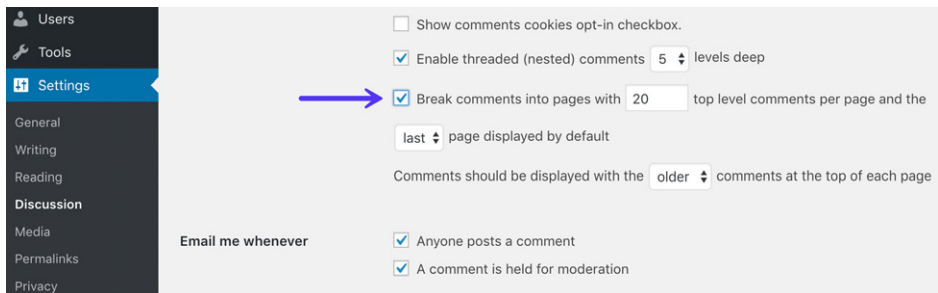 Users
Tools
Settings
General
Writing
Reading
Discussion
Media
Permalinks
Privacy
Show comments cookies opt-in checkbox.
Enable threaded (nested) comments 5 levels deep
Break comments into pages with 20 top level comments per page and the
last page displayed by default
Comments should be displayed with the older comments at the top of each page
Email me whenever
Anyone posts a comment
A comment is held for moderation